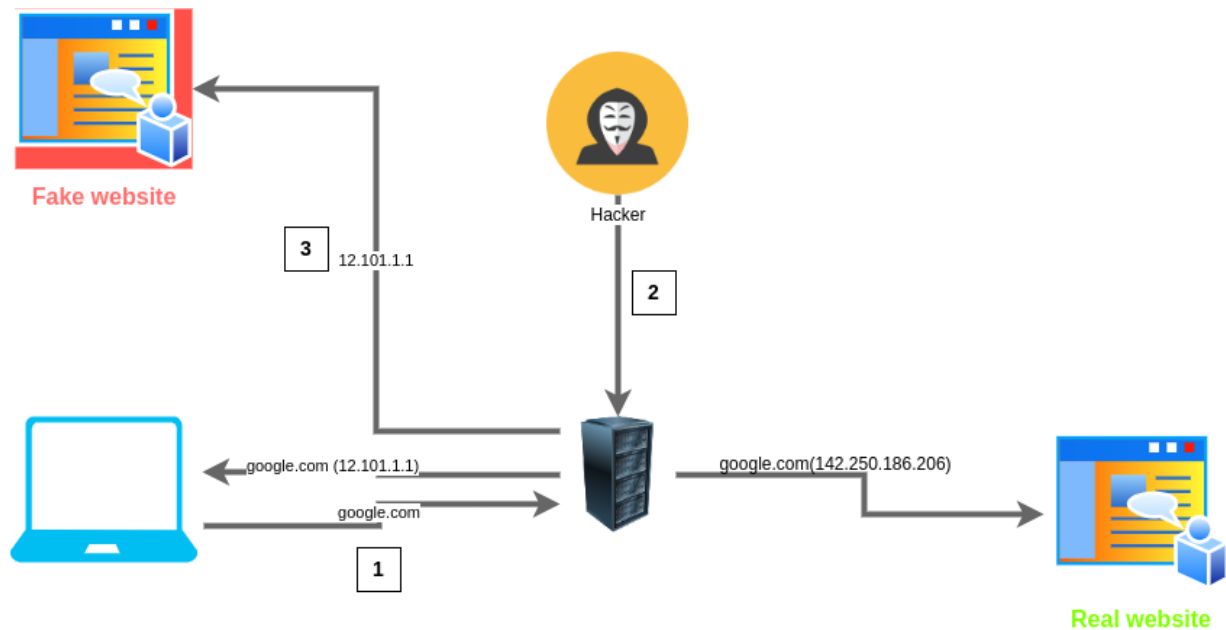 Fake website
Hacker
3
12.101.1.1
2
google.com (12.101.1.1)
google.com(142.250.186.206)
google.com
1
Real website